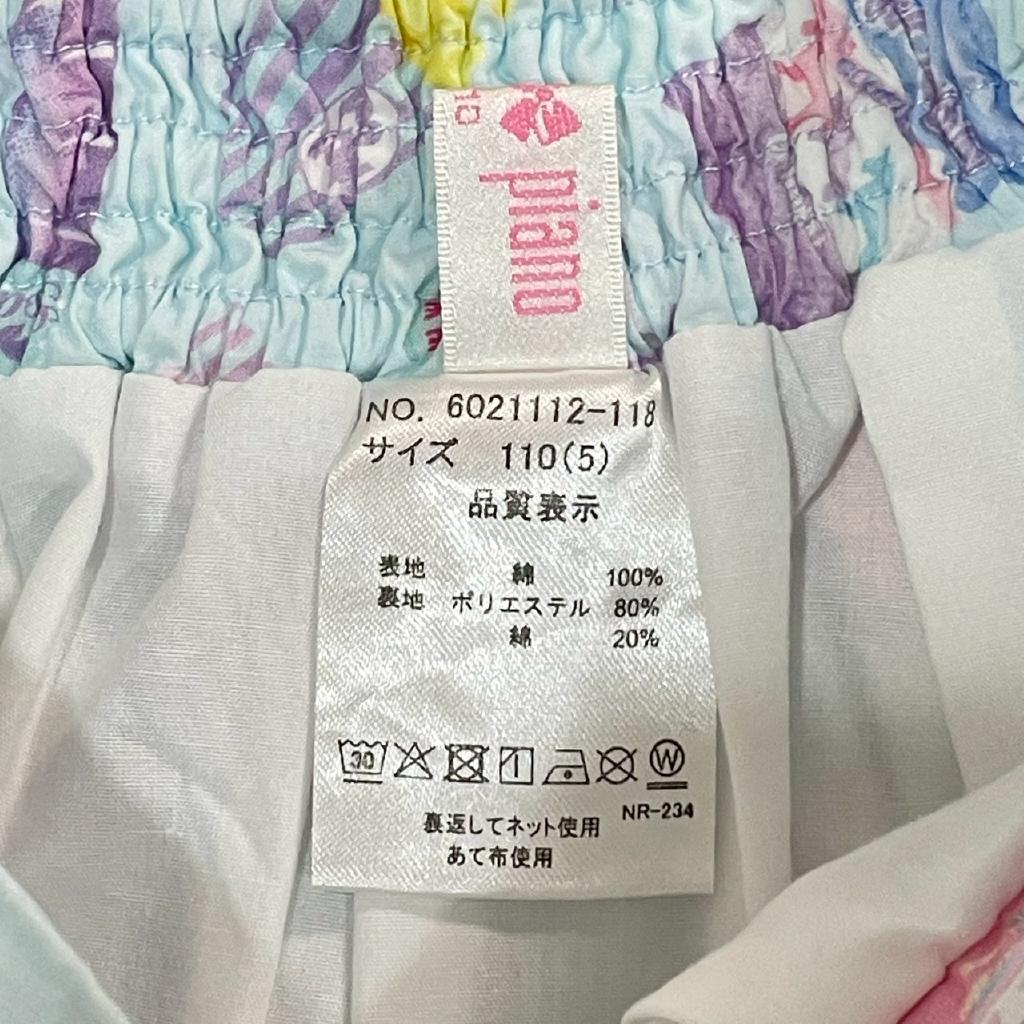 piano
110
NO. 6021112-118
サイズ 110(5)
品質表示
表地 綿 100%
裏地 ポリエステル 80%
綿 20%
30
W
NR-234
裏返してネット使用
あて布使用